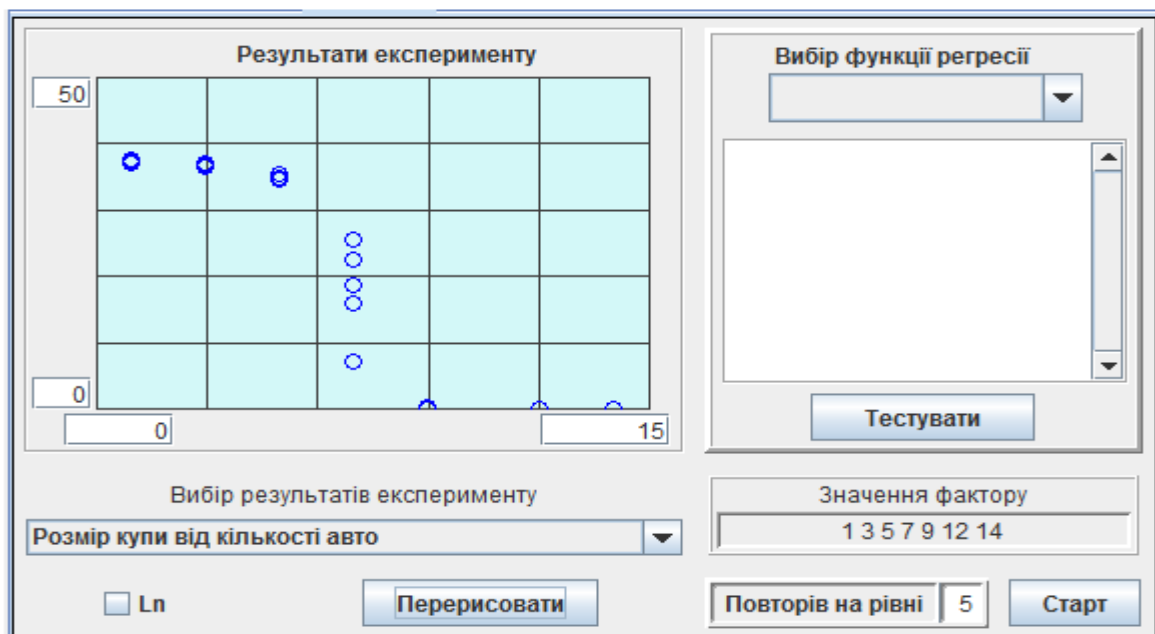 Результати експерименту
50
0
0
15
Вибір функції регресії
Тестувати
Вибір результатів експерименту
Розмір купи від кількості авто
Значення фактору
1 3 5 7 9 12 14
Ln
Перерисовати
Повторів на рівні
5
Старт